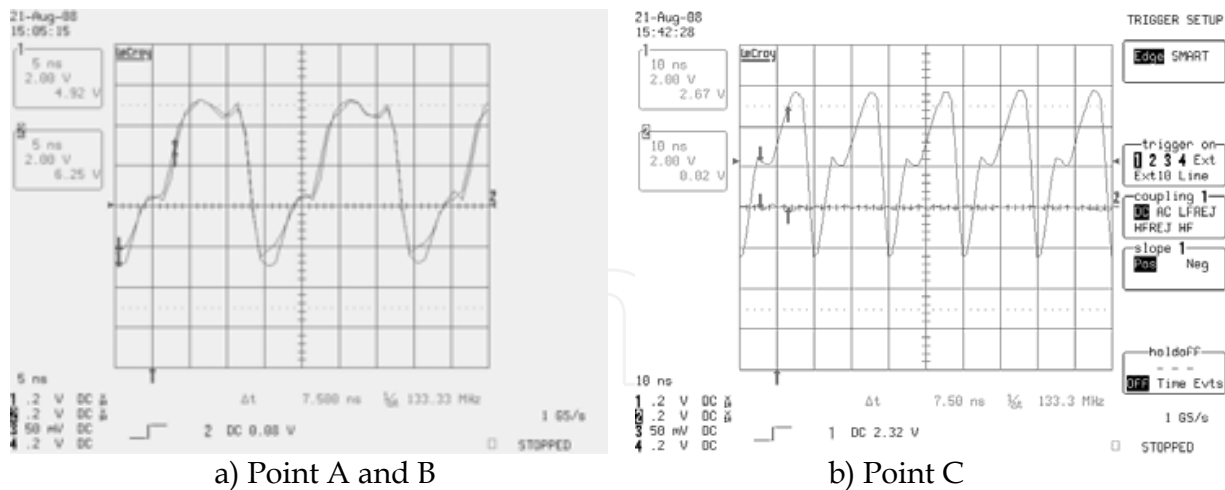 21-Aug-08
15:05:15
LeCroy
1
5 ns
2.00 V
4.92 V
2
5 ns
2.00 V
6.25 V
2
5 ns
1 .2 V DC
2 .2 V DC
3 50 mV DC
4 .2 V DC
Δt 7.500 ns 1/Δt 133.33 MHz
2 DC 0.08 V
1 GS/s
STOPPED
a) Point A and B
21-Aug-08
15:42:28
LeCroy
1
10 ns
2.00 V
2.67 V
2
10 ns
2.00 V
0.02 V
2
10 ns
1 .2 V DC
2 .2 V DC
3 50 mV DC
4 .2 V DC
Δt 7.50 ns 1/Δt 133.3 MHz
1 DC 2.32 V
1 GS/s
STOPPED
TRIGGER SETUP
Edge SMART
trigger on
1 2 3 4 Ext
Ext10 Line
coupling 1
DC AC LFREJ
HFREJ HF
slope 1
Pos Neg
holdoff
- - -
OFF Time Evts
b) Point C